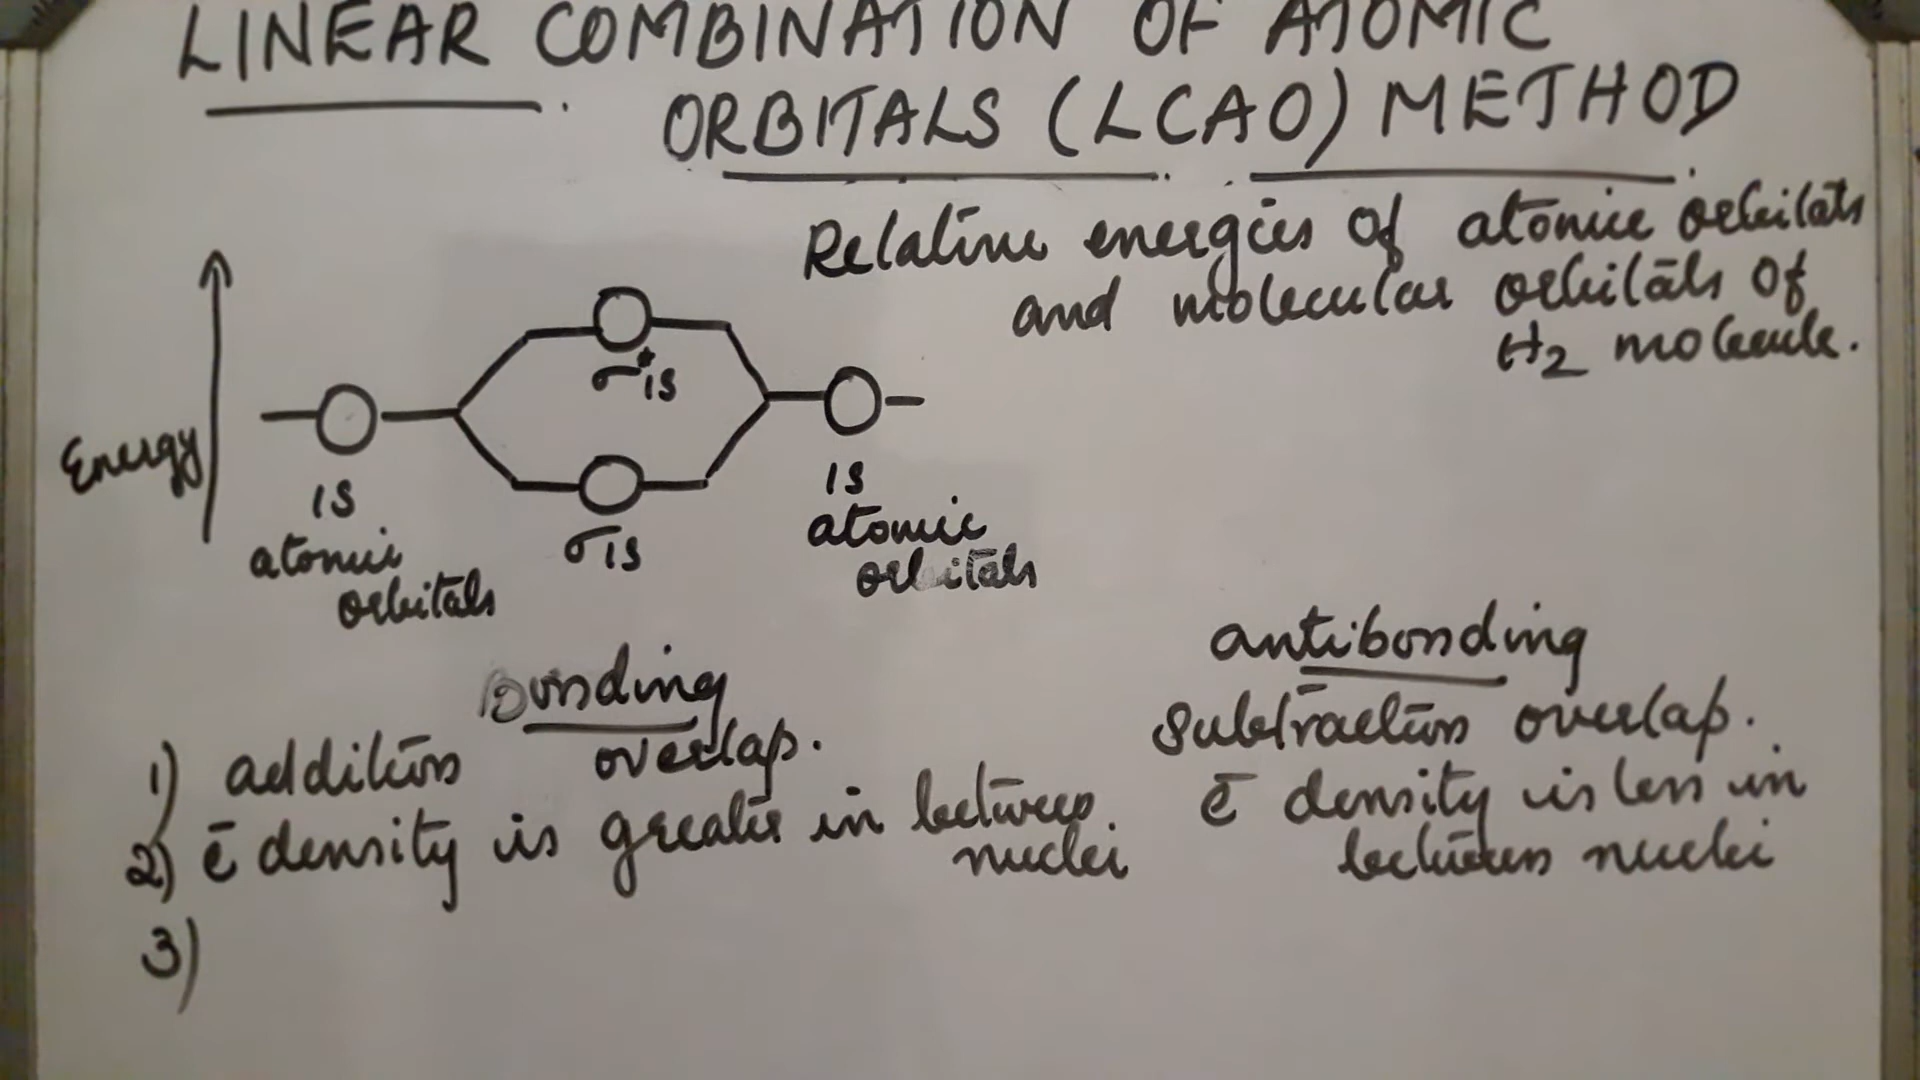 LINEAR COMBINATION OF ATOMIC
ORBITALS (LCAO) METHOD
Relative energies of atomic orbitals
and molecular orbitals of
H₂ molecule.
Energy
σ*1s
1s
atomic
orbitals
σ1s
1s
atomic
orbitals
Bonding
antibonding
1) addition overlap.
subtraction overlap.
2) ē density is greater in between
nuclei
ē density is less in
between nuclei
3)